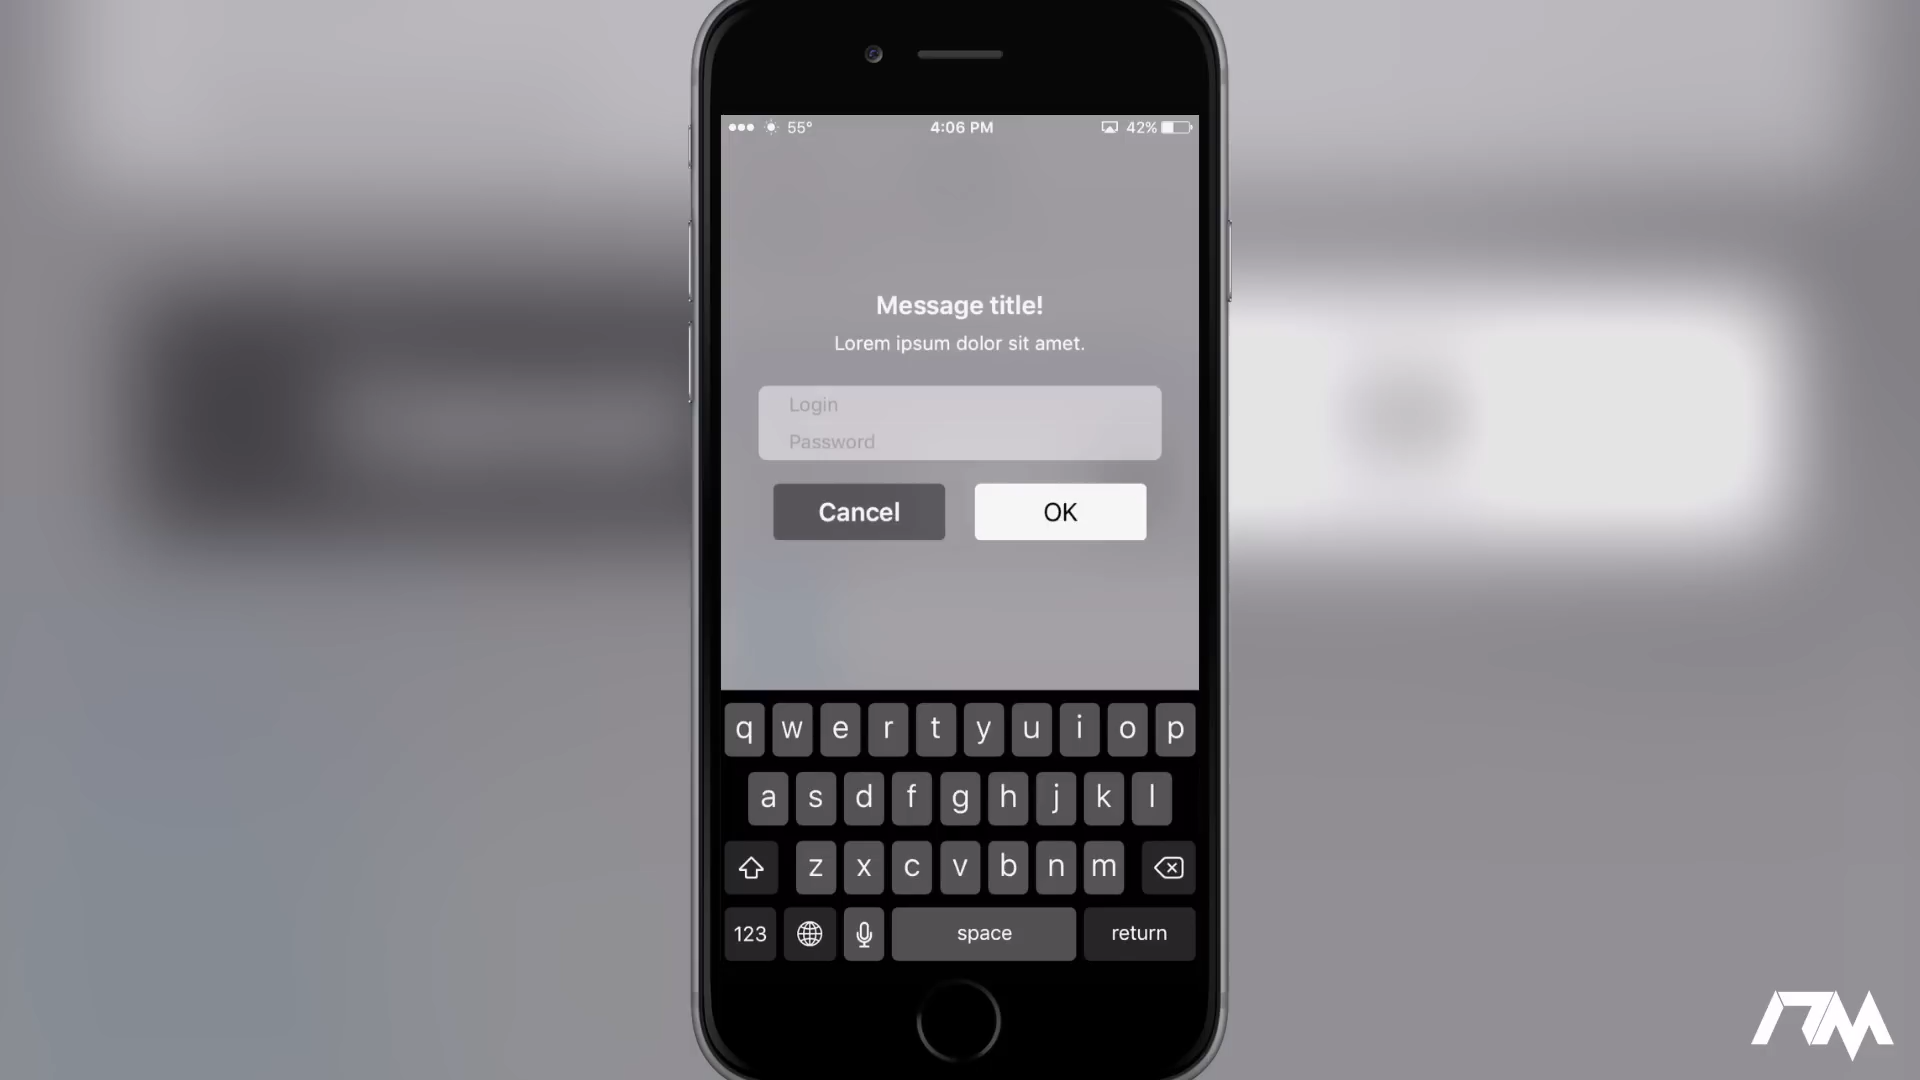 55° 4:06 PM 42%
Message title!
Lorem ipsum dolor sit amet.
Login
Password
Cancel OK
q w e r t y u i o p
a s d f g h j k l
z x c v b n m
123 space return